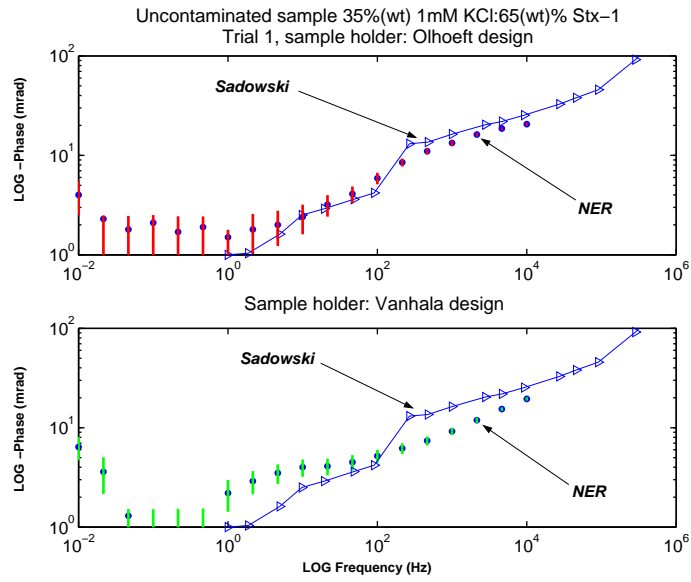 Uncontaminated sample 35%(wt) 1mM KCl:65(wt)% Stx−1
Trial 1, sample holder: Olhoeft design
LOG −Phase (mrad)
10^2
10^1
10^0
Sadowski
NER
10^−2 10^0 10^2 10^4 10^6
Sample holder: Vanhala design
LOG −Phase (mrad)
10^2
10^1
10^0
Sadowski
NER
10^−2 10^0 10^2 10^4 10^6
LOG Frequency (Hz)